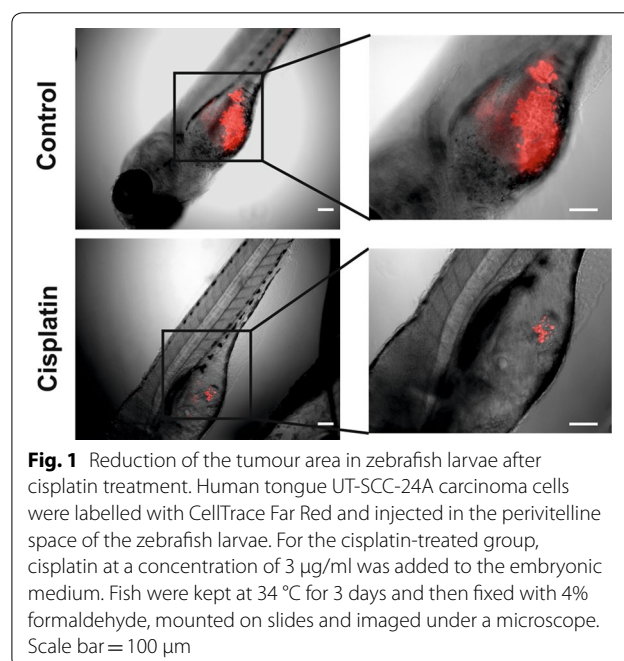 Control
Cisplatin
Fig. 1 Reduction of the tumour area in zebrafish larvae after
cisplatin treatment. Human tongue UT-SCC-24A carcinoma cells
were labelled with CellTrace Far Red and injected in the perivitelline
space of the zebrafish larvae. For the cisplatin-treated group,
cisplatin at a concentration of 3 µg/ml was added to the embryonic
medium. Fish were kept at 34 °C for 3 days and then fixed with 4%
formaldehyde, mounted on slides and imaged under a microscope.
Scale bar = 100 µm